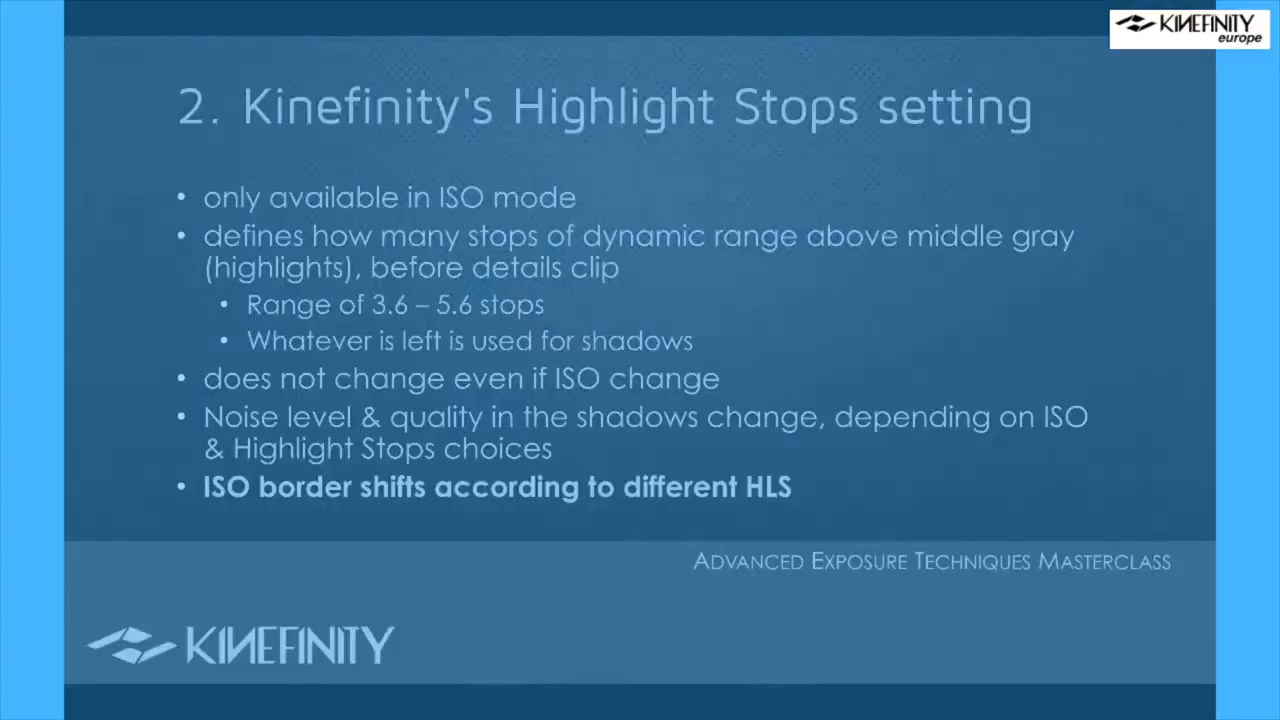 KINEFINITY
europe
2. Kinefinity's Highlight Stops setting
• only available in ISO mode
• defines how many stops of dynamic range above middle gray
(highlights), before details clip
• Range of 3.6 – 5.6 stops
• Whatever is left is used for shadows
• does not change even if ISO change
• Noise level & quality in the shadows change, depending on ISO
& Highlight Stops choices
• ISO border shifts according to different HLS
ADVANCED EXPOSURE TECHNIQUES MASTERCLASS
KINEFINITY